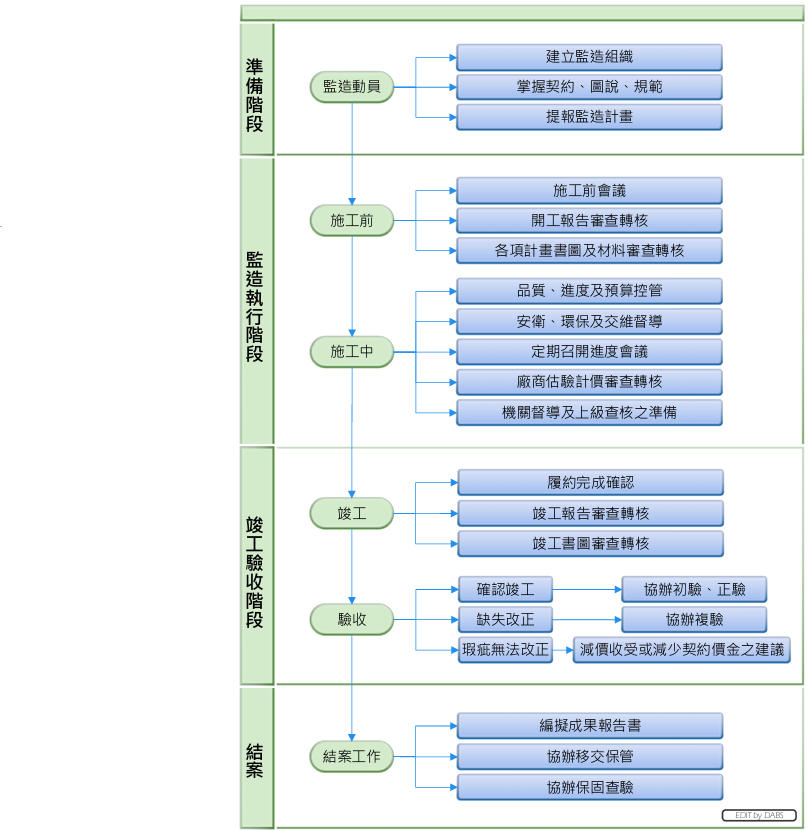 準備階段
監造動員
建立監造組織
掌握契約、圖說、規範
提報監造計畫
監造執行階段
施工前
施工前會議
開工報告審查轉核
各項計畫書圖及材料審查轉核
施工中
品質、進度及預算控管
安衛、環保及交維督導
定期召開進度會議
廠商估驗計價審查轉核
機關督導及上級查核之準備
竣工驗收階段
竣工
履約完成確認
竣工報告審查轉核
竣工書圖審查轉核
驗收
確認竣工
協辦初驗、正驗
缺失改正
協辦複驗
瑕疵無法改正
減價收受或減少契約價金之建議
結案
結案工作
編擬成果報告書
協辦移交保管
協辦保固查驗
EDIT by DABS